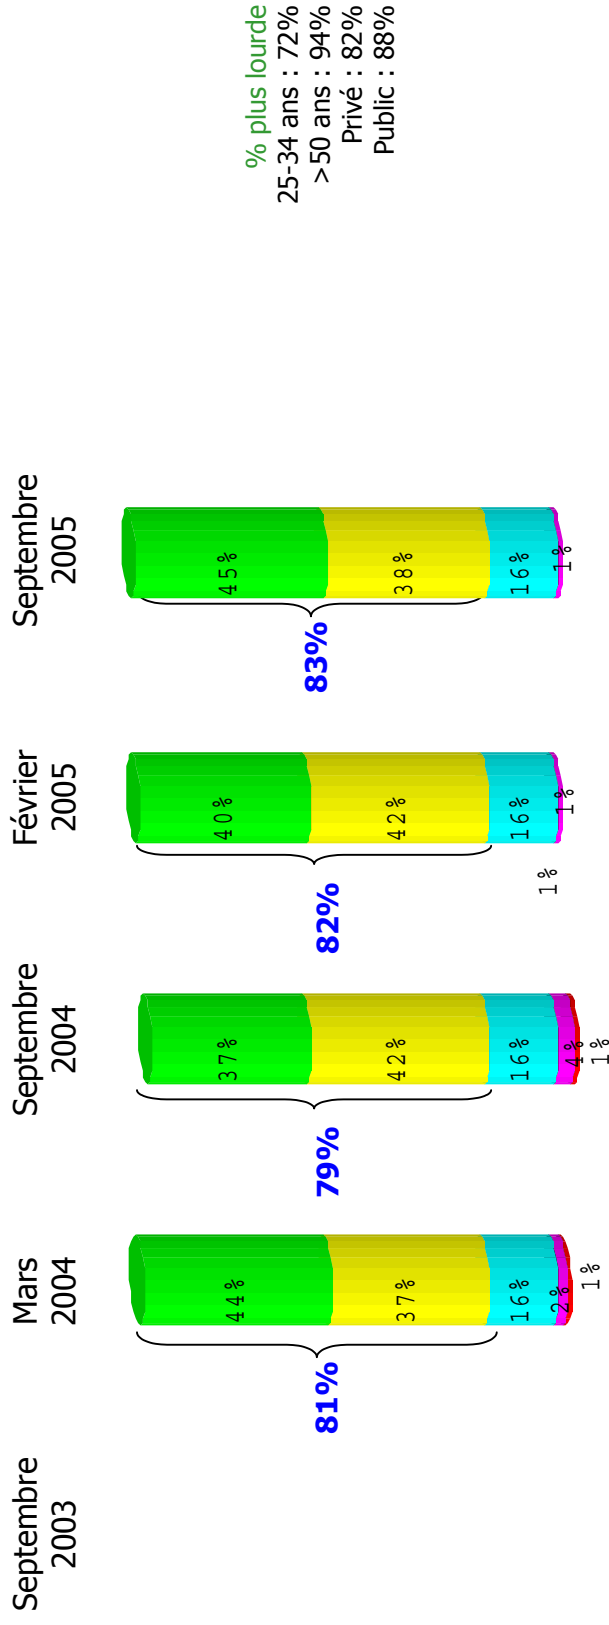 Septembre
2003
Mars
2004
Septembre
2004
Février
2005
Septembre
2005
81%
44%
37%
16%
2%
1%
79%
37%
42%
16%
4%
1%
82%
40%
42%
16%
1%
1%
83%
45%
38%
16%
1%
% plus lourde
25-34 ans : 72%
>50 ans : 94%
Privé : 82%
Public : 88%